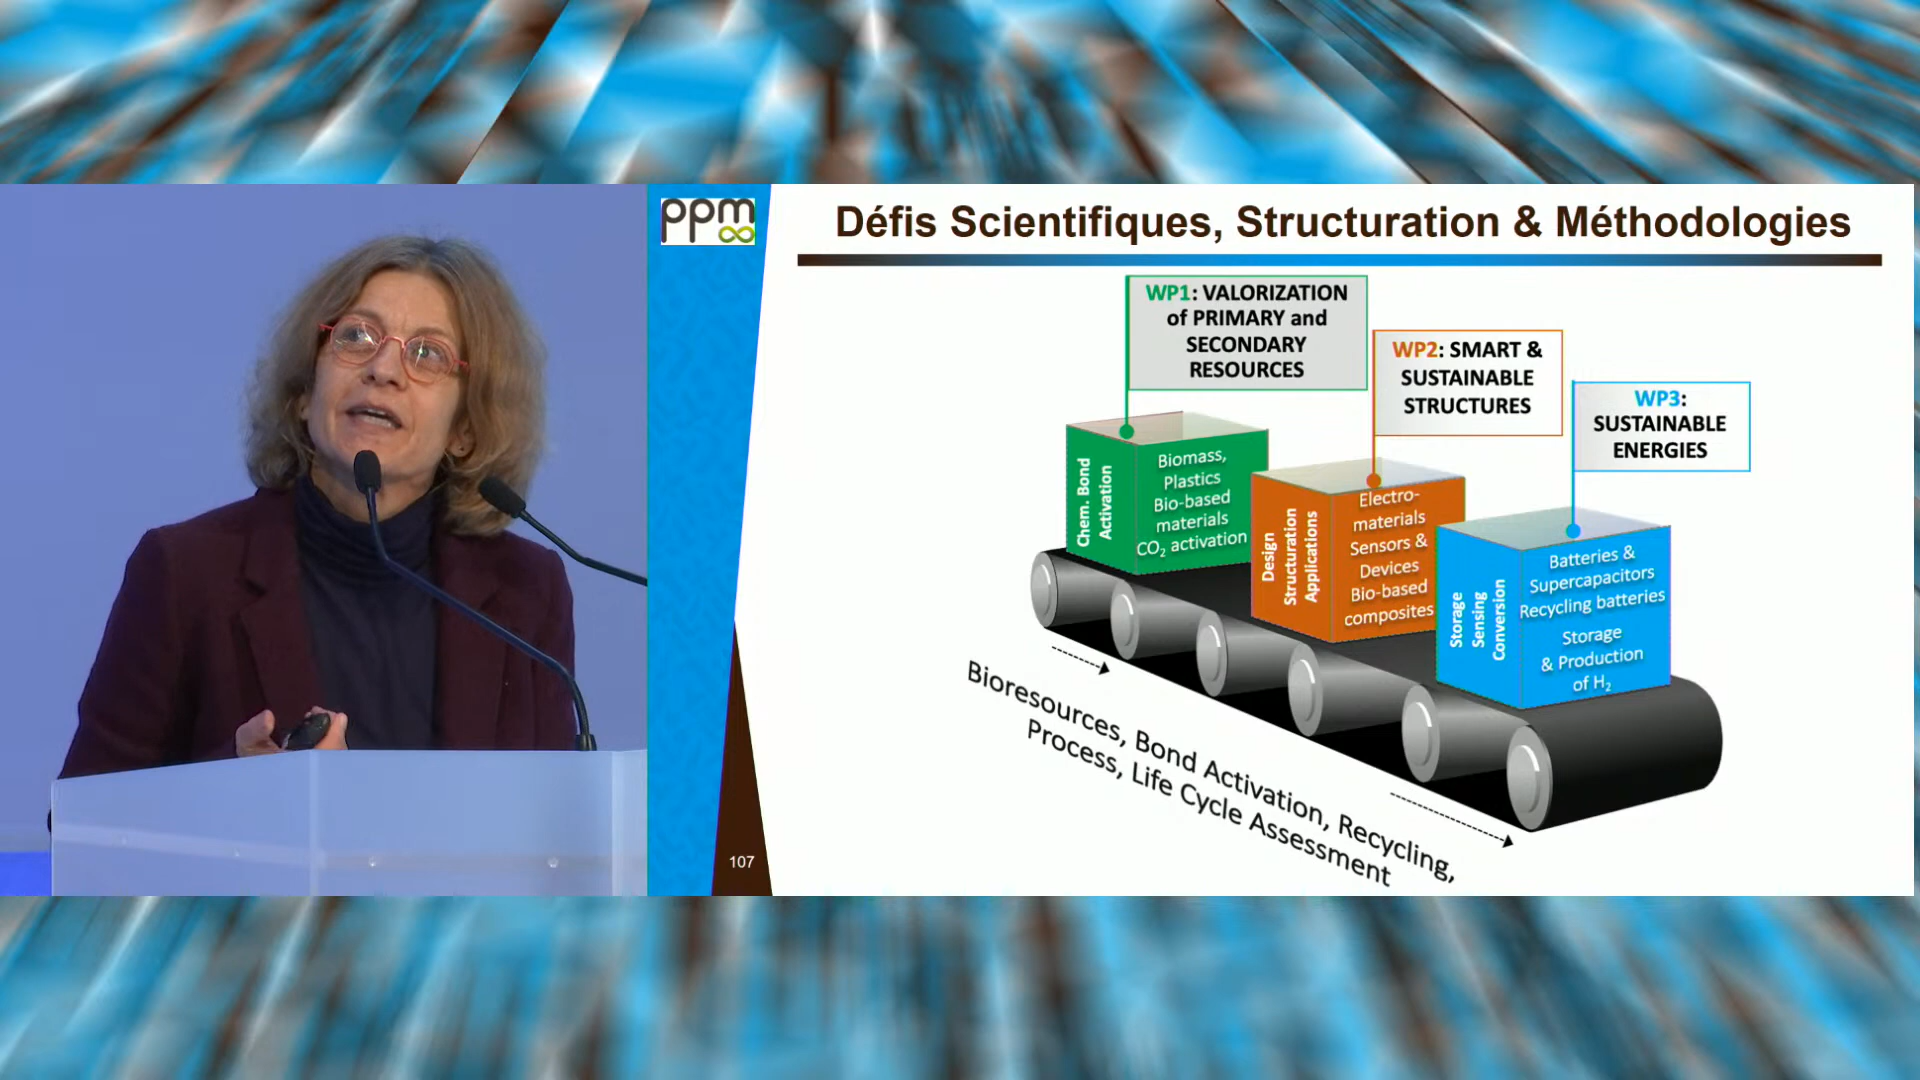 ppm
Défis Scientifiques, Structuration & Méthodologies
WP1: VALORIZATION
of PRIMARY and
SECONDARY
RESOURCES
WP2: SMART &
SUSTAINABLE
STRUCTURES
WP3:
SUSTAINABLE
ENERGIES
Chem. Bond
Activation
Biomass,
Plastics
Bio-based
materials
CO₂ activation
Design
Structuration
Applications
Electro-
materials
Sensors &
Devices
Bio-based
composites
Storage
Sensing
Conversion
Batteries &
Supercapacitors
Recycling batteries
Storage
& Production
of H₂
Bioresources, Bond Activation, Recycling,
Process, Life Cycle Assessment
107